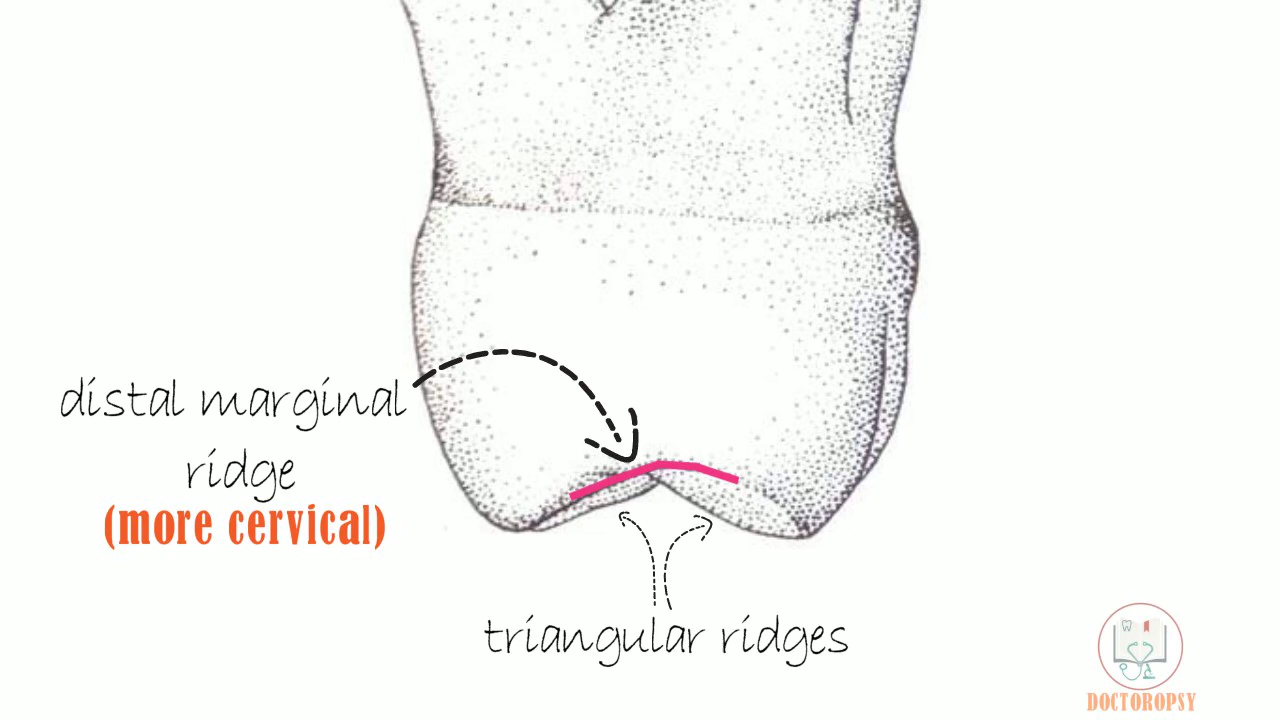 distal marginal
ridge
(more cervical)
triangular ridges
DOCTOROPSY